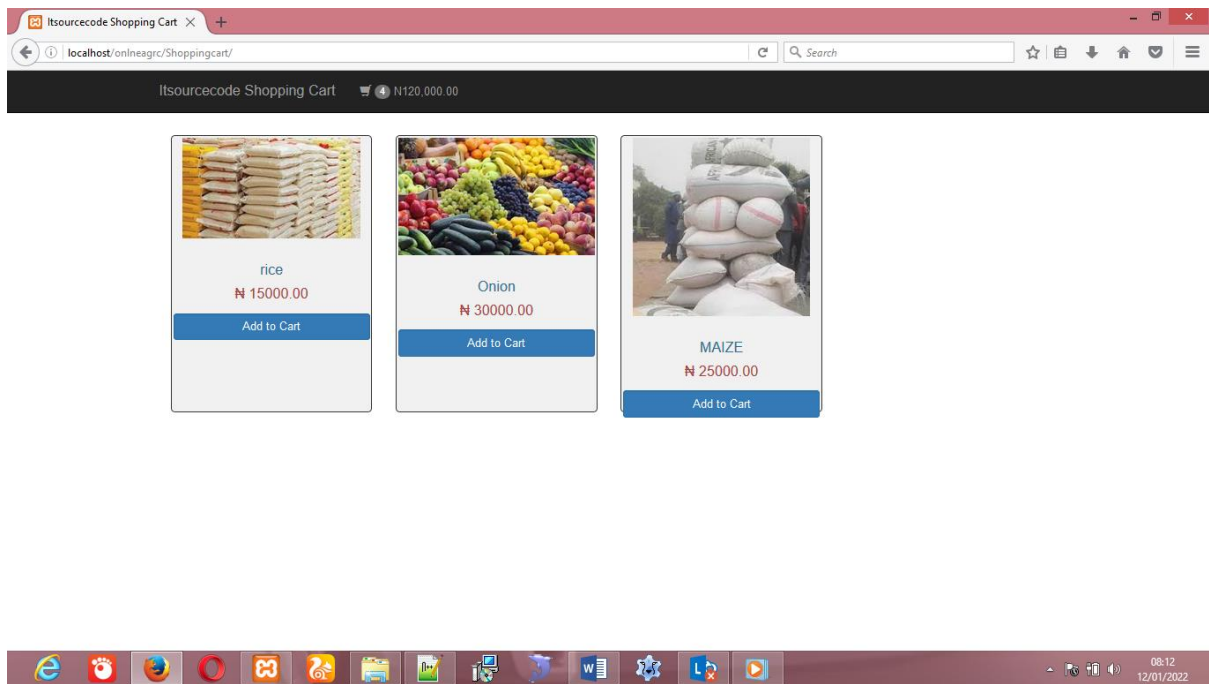 Itsourcecode Shopping Cart
localhost/onlneagrc/Shoppingcart/
Search
Itsourcecode Shopping Cart 4 N120,000.00
rice
₦ 15000.00
Add to Cart
Onion
₦ 30000.00
Add to Cart
AFRICAN
MAIZE
₦ 25000.00
Add to Cart
08:12
12/01/2022